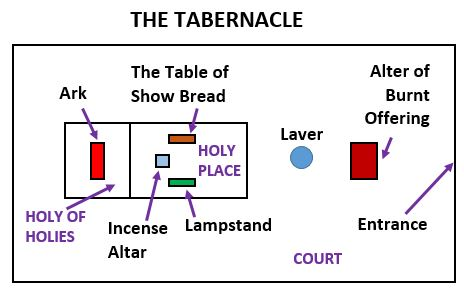 THE TABERNACLE
The Table of
Show Bread
Ark
Alter of
Burnt
Offering
Laver
HOLY
PLACE
HOLY OF
HOLIES
Incense
Altar
Lampstand
Entrance
COURT